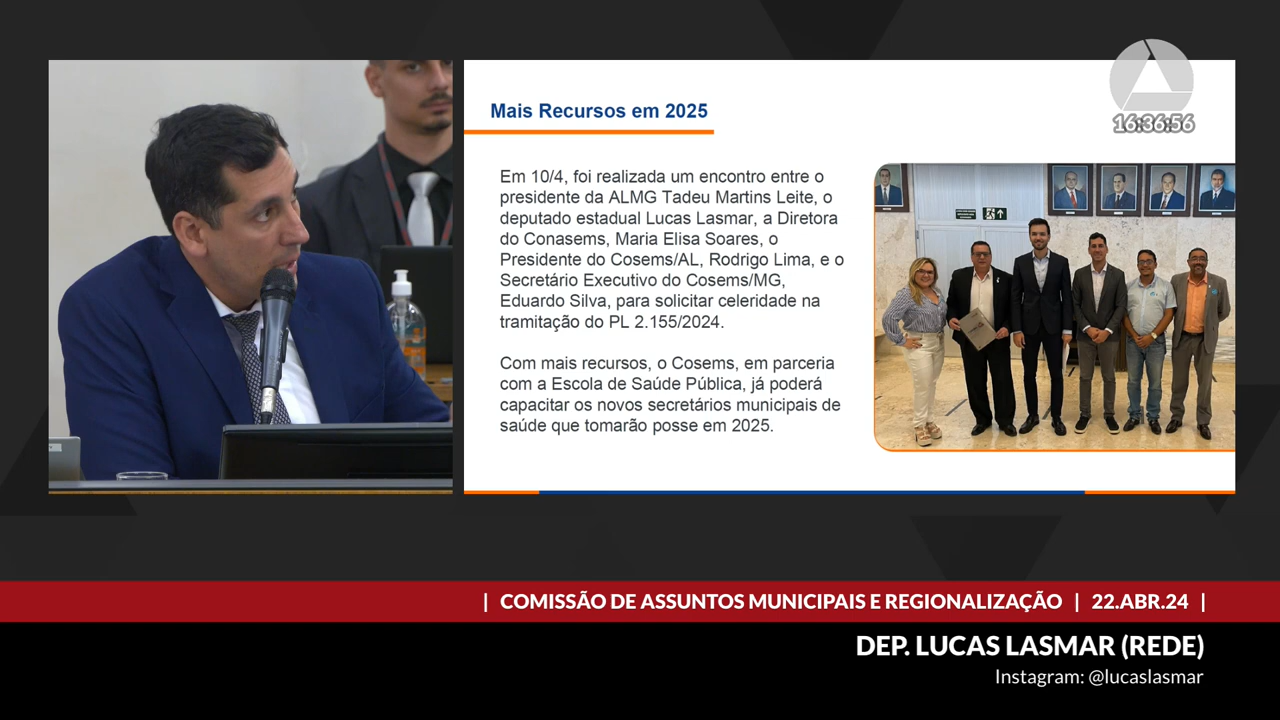 16:36:56
Mais Recursos em 2025
Em 10/4, foi realizada um encontro entre o
presidente da ALMG Tadeu Martins Leite, o
deputado estadual Lucas Lasmar, a Diretora
do Conasems, Maria Elisa Soares, o
Presidente do Cosems/AL, Rodrigo Lima, e o
Secretário Executivo do Cosems/MG,
Eduardo Silva, para solicitar celeridade na
tramitação do PL 2.155/2024.
Com mais recursos, o Cosems, em parceria
com a Escola de Saúde Pública, já poderá
capacitar os novos secretários municipais de
saúde que tomarão posse em 2025.
| COMISSÃO DE ASSUNTOS MUNICIPAIS E REGIONALIZAÇÃO | 22.ABR.24 |
DEP. LUCAS LASMAR (REDE)
Instagram: @lucaslasmar